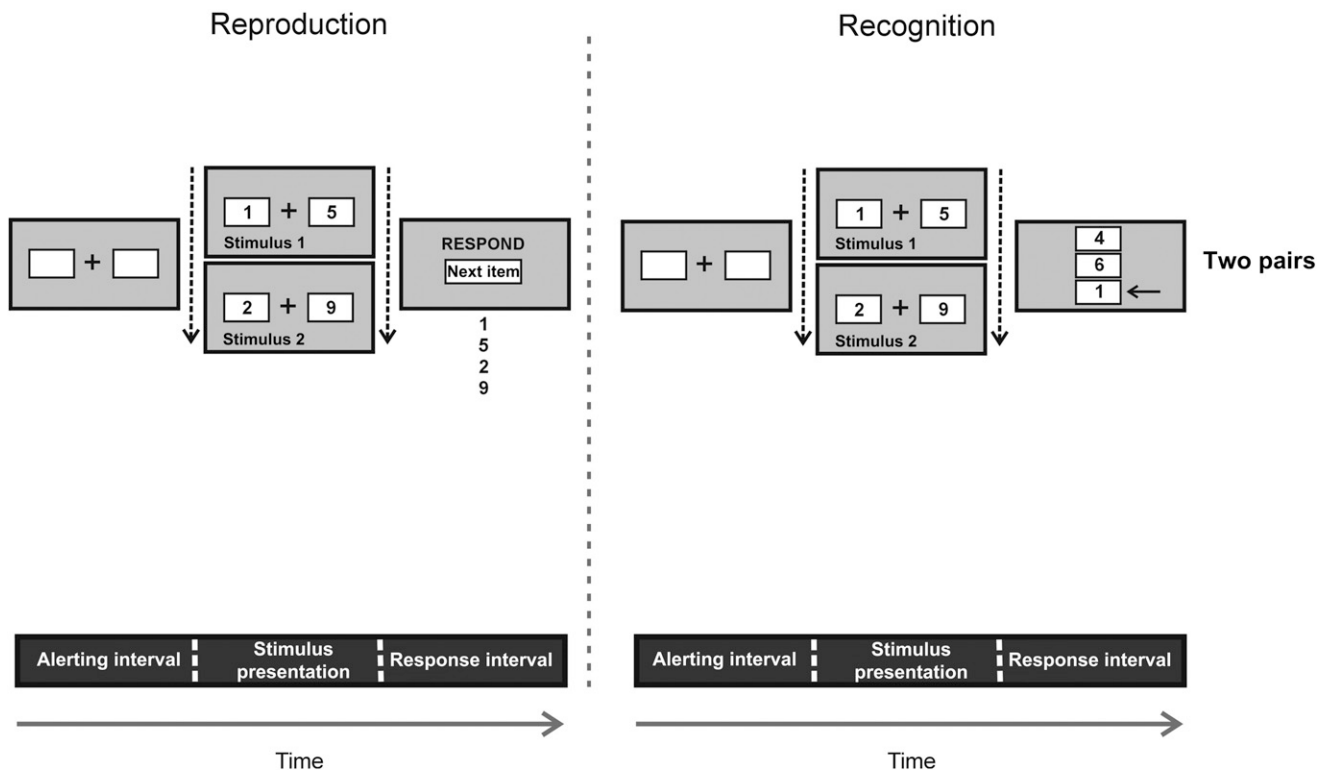 Reproduction
1 + 5
Stimulus 1
+
2 + 9
Stimulus 2
RESPOND
Next item
1
5
2
9
Alerting interval
Stimulus
presentation
Response interval
Time
Recognition
1 + 5
Stimulus 1
+
2 + 9
Stimulus 2
4
6
1
Two pairs
Alerting interval
Stimulus
presentation
Response interval
Time